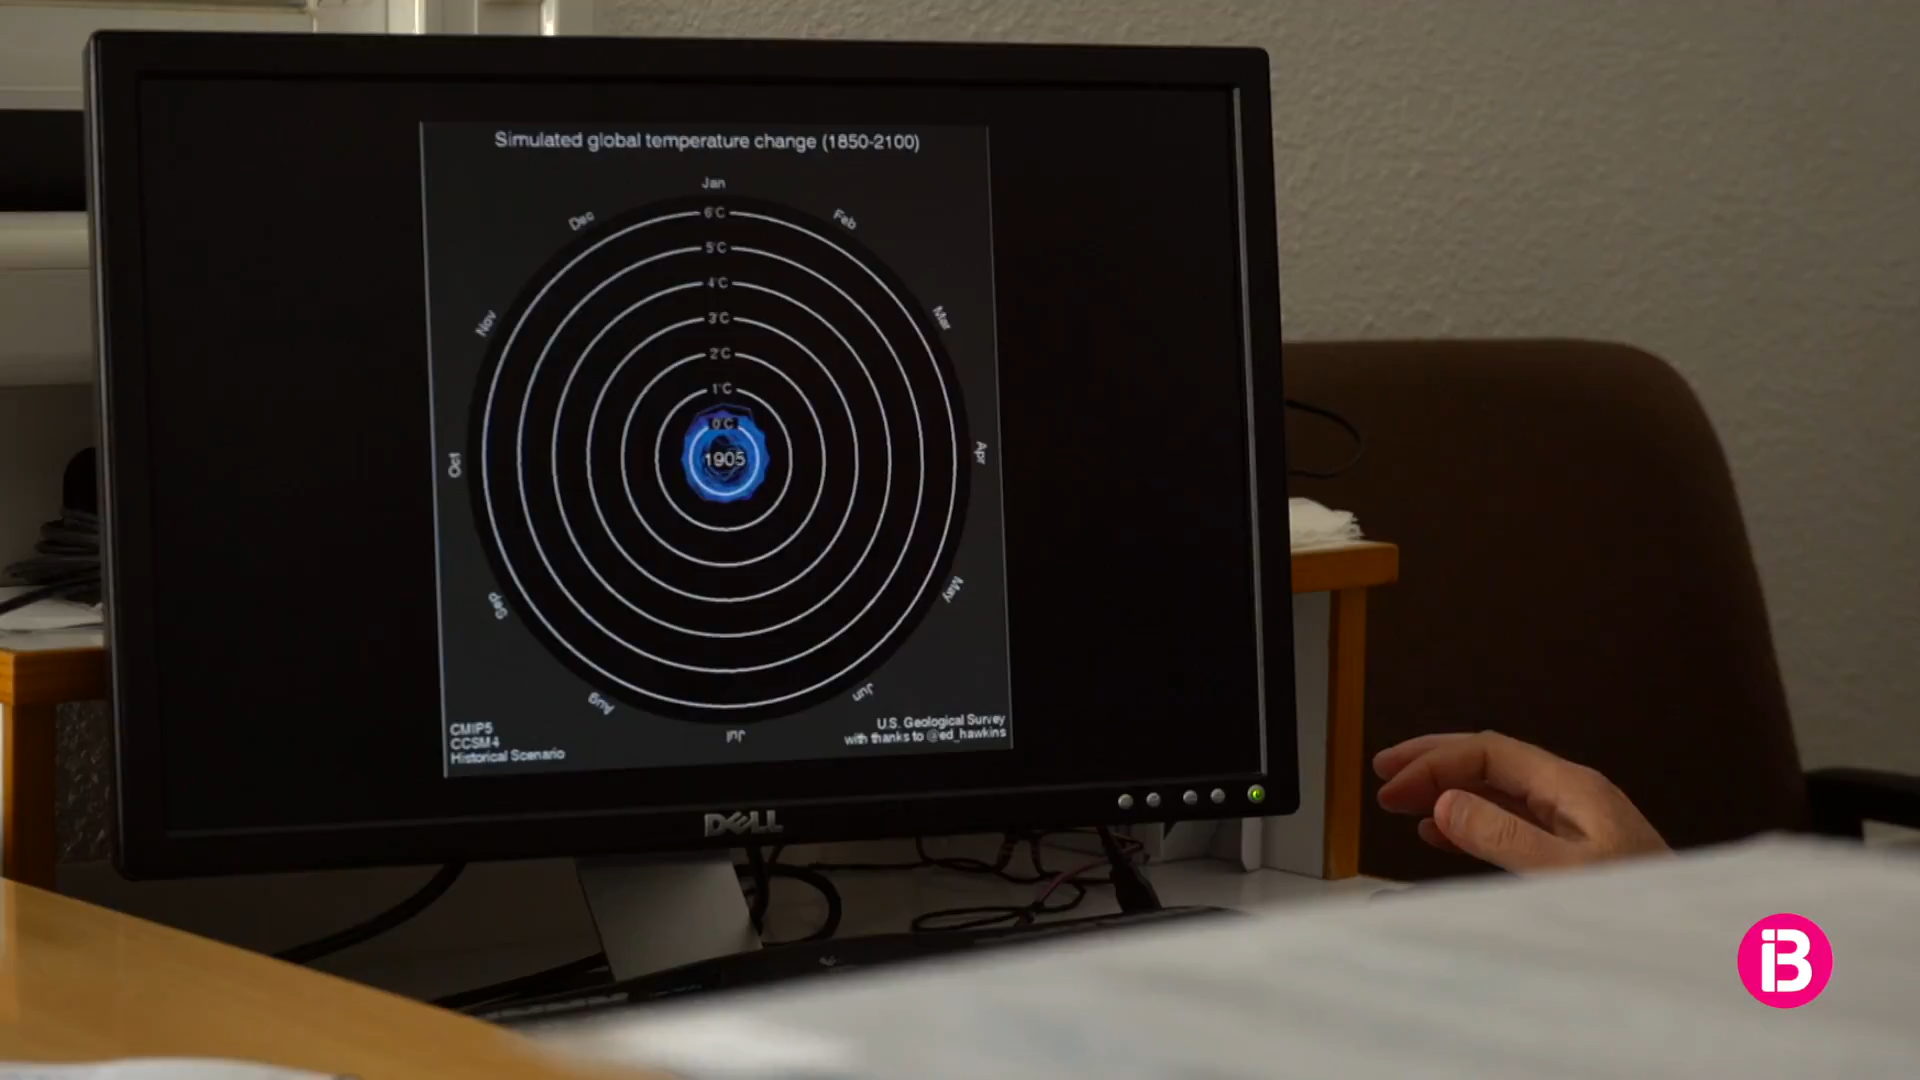 Simulated global temperature change (1850-2100)
Jan
Feb
Mar
Apr
May
Jun
Jul
Aug
Sep
Oct
Nov
Dec
6°C
5°C
4°C
3°C
2°C
1°C
0°C
1905
CMIP5
CCSM4
Historical Scenario
U.S. Geological Survey
with thanks to @ed_hawkins
DELL
iB